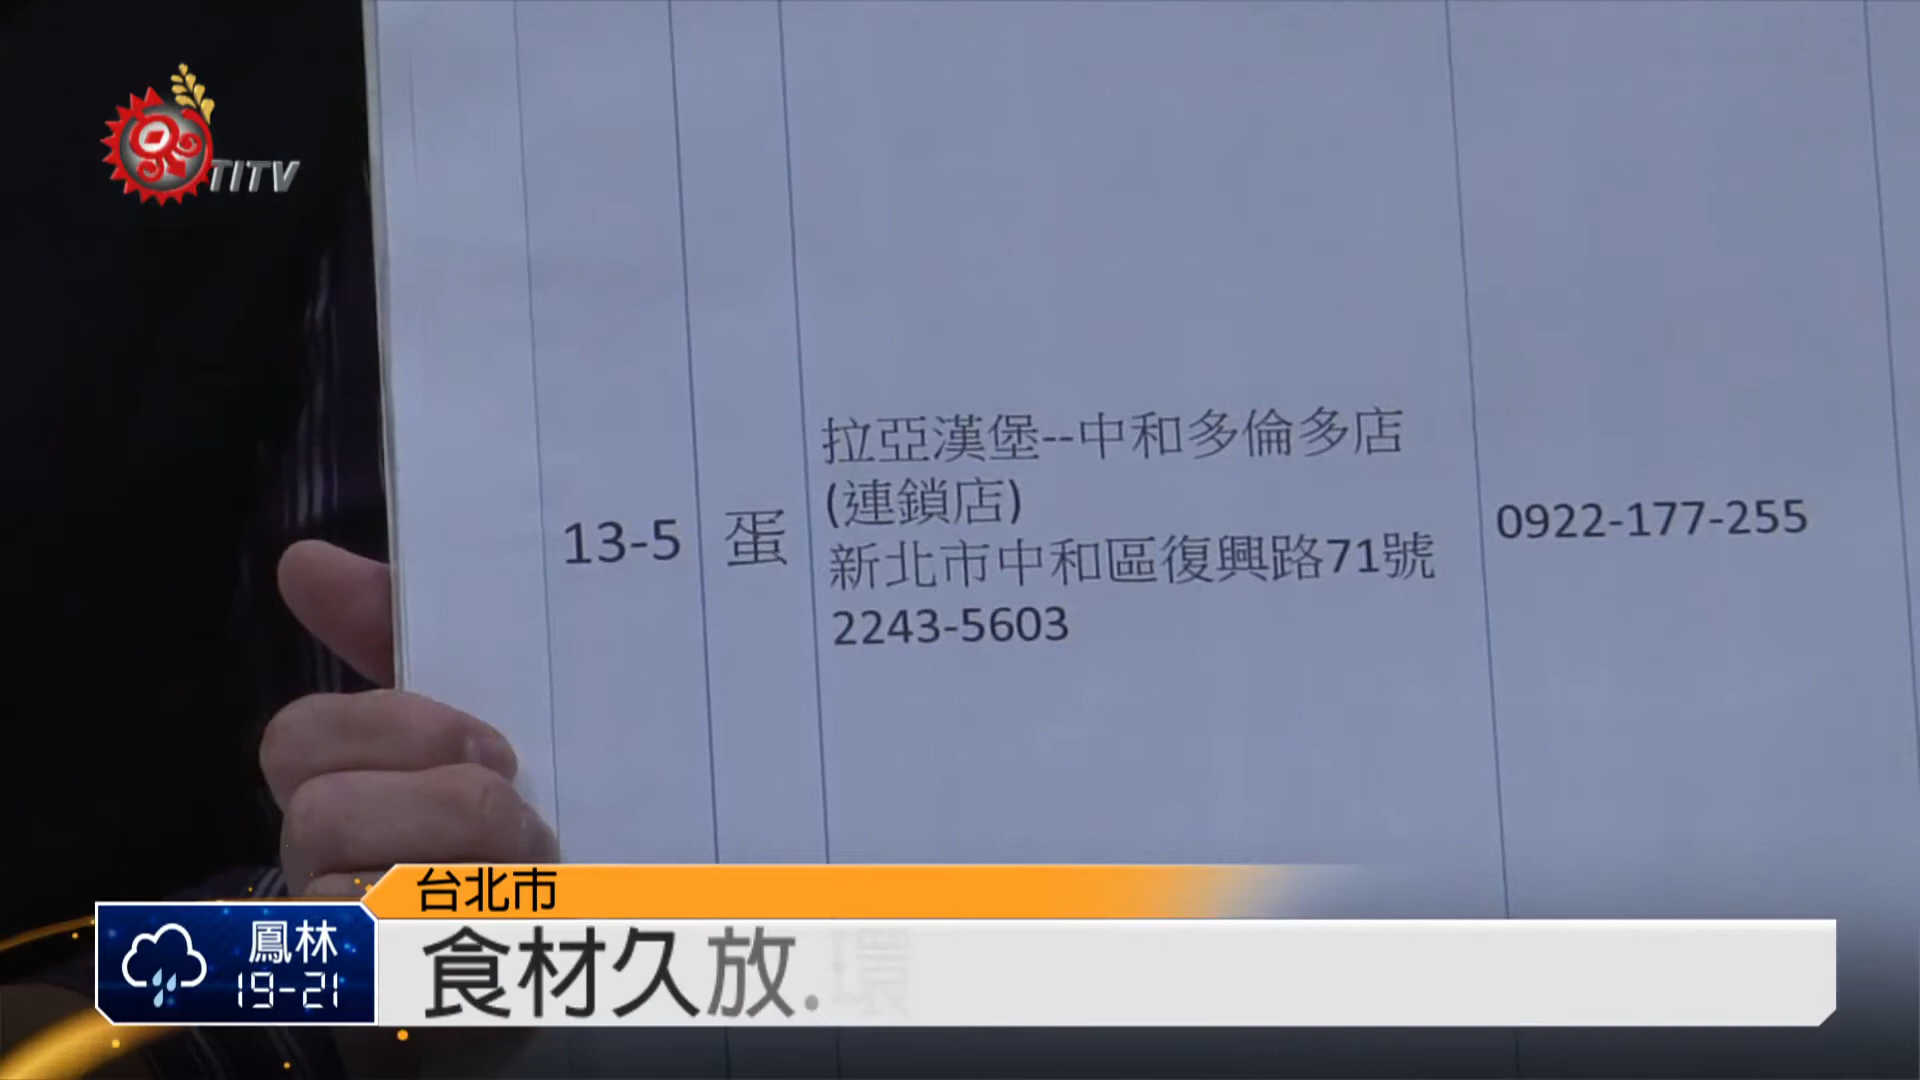 TITV
拉亞漢堡--中和多倫多店
(連鎖店)
13-5 蛋 新北市中和區復興路71號 0922-177-255
2243-5603
台北市
鳳林
19-21
食材久放.環